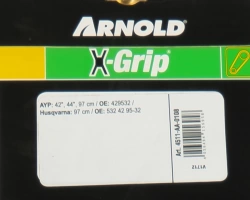 ARNOLD®
X-Grip®
AYP: 42", 44", 97 cm / OE: 429532 /
Husqvarna: 97 cm / OE: 532 42 95-32
Art. 4511-AA-0108
V1712